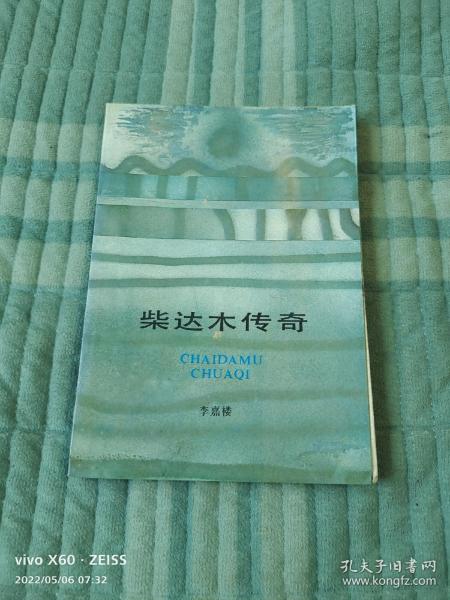 柴达木传奇
CHAIDAMU
CHUAQI
李嘉楼
vivo X60 · ZEISS
2022/05/06 07:32
孔夫子旧书网
www.kongfz.com